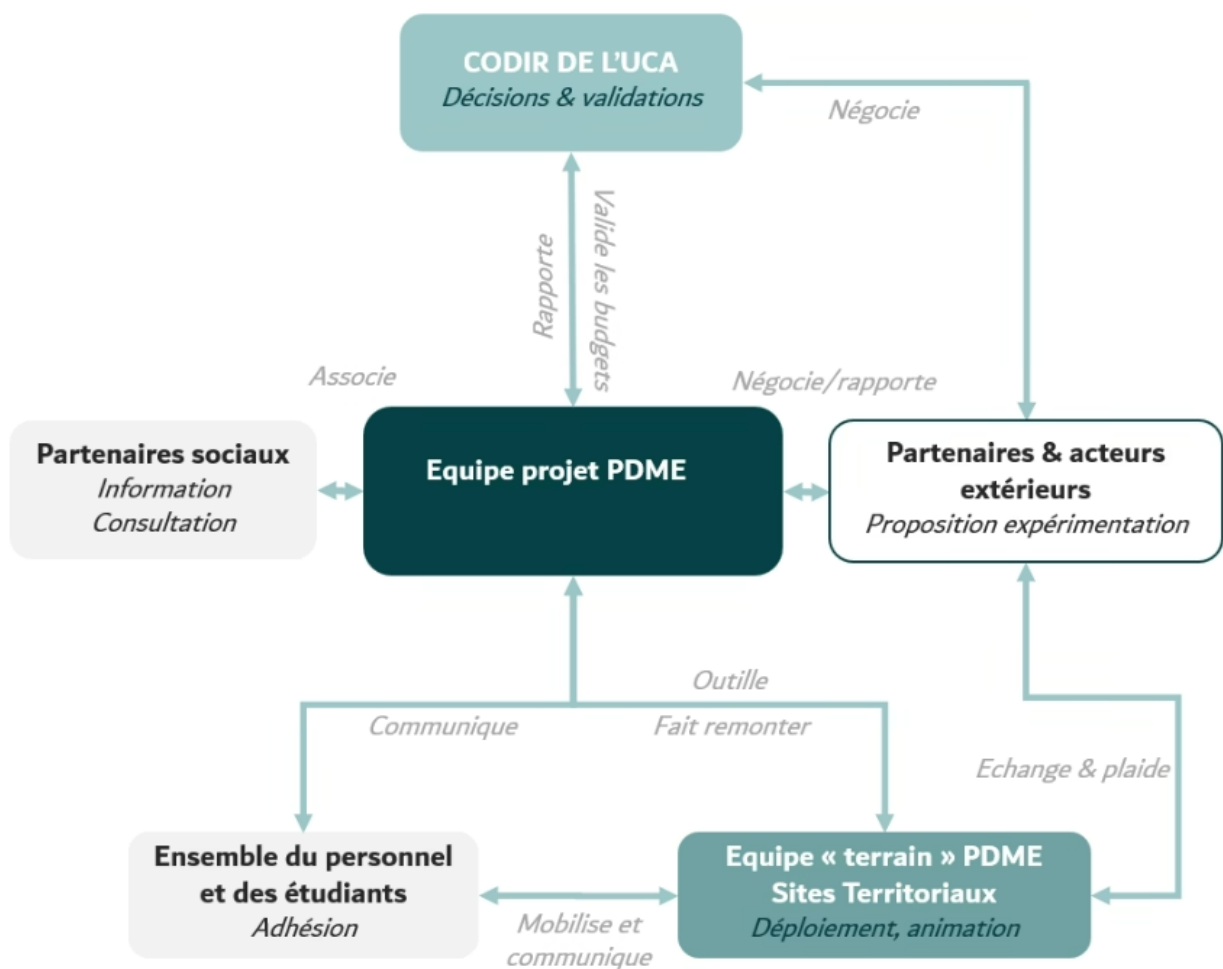 CODIR DE L'UCA
Décisions & validations
Négocie
Rapporte
Valide les budgets
Associe
Négocie/rapporte
Partenaires sociaux
Information
Consultation
Equipe projet PDME
Partenaires & acteurs
extérieurs
Proposition expérimentation
Outille
Communique
Fait remonter
Echange & plaide
Ensemble du personnel
et des étudiants
Adhésion
Mobilise et
communique
Equipe « terrain » PDME
Sites Territoriaux
Déploiement, animation